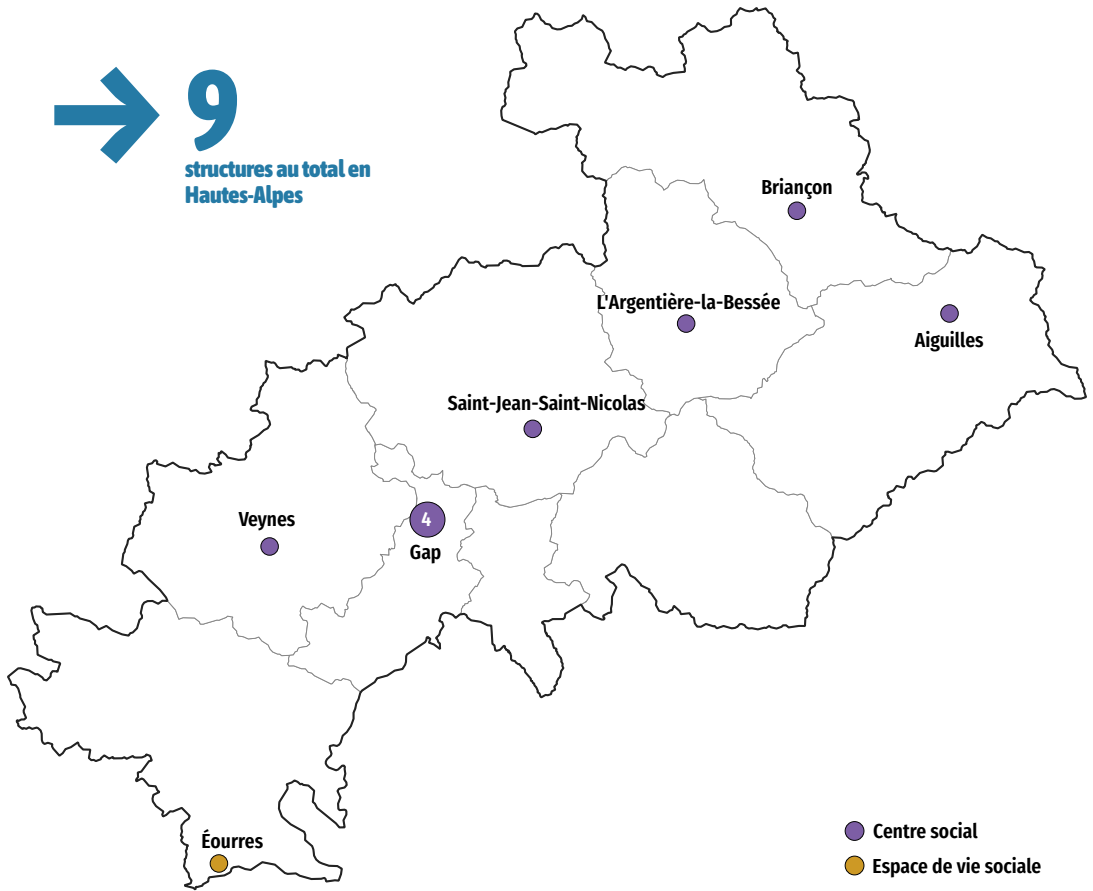 9
structures au total en
Hautes-Alpes
Briançon
L'Argentière-la-Bessée
Aiguilles
Saint-Jean-Saint-Nicolas
Veynes
4
Gap
Éourres
Centre social
Espace de vie sociale